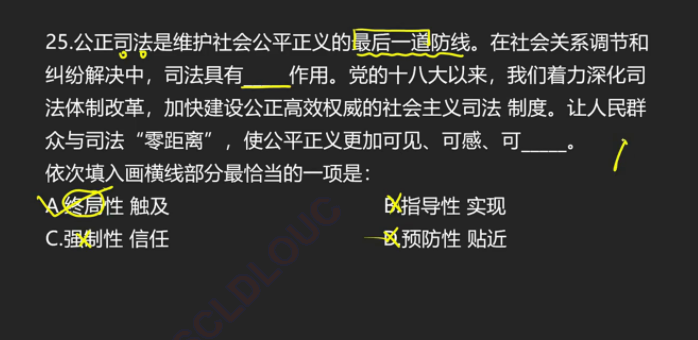 25.公正司法是维护社会公平正义的最后一道防线。在社会关系调节和
纠纷解决中，司法具有_____作用。党的十八大以来，我们着力深化司
法体制改革，加快建设公正高效权威的社会主义司法 制度。让人民群
众与司法“零距离”，使公平正义更加可见、可感、可_____。
依次填入画横线部分最恰当的一项是：
A.终局性 触及 B.指导性 实现
C.强制性 信任 D.预防性 贴近